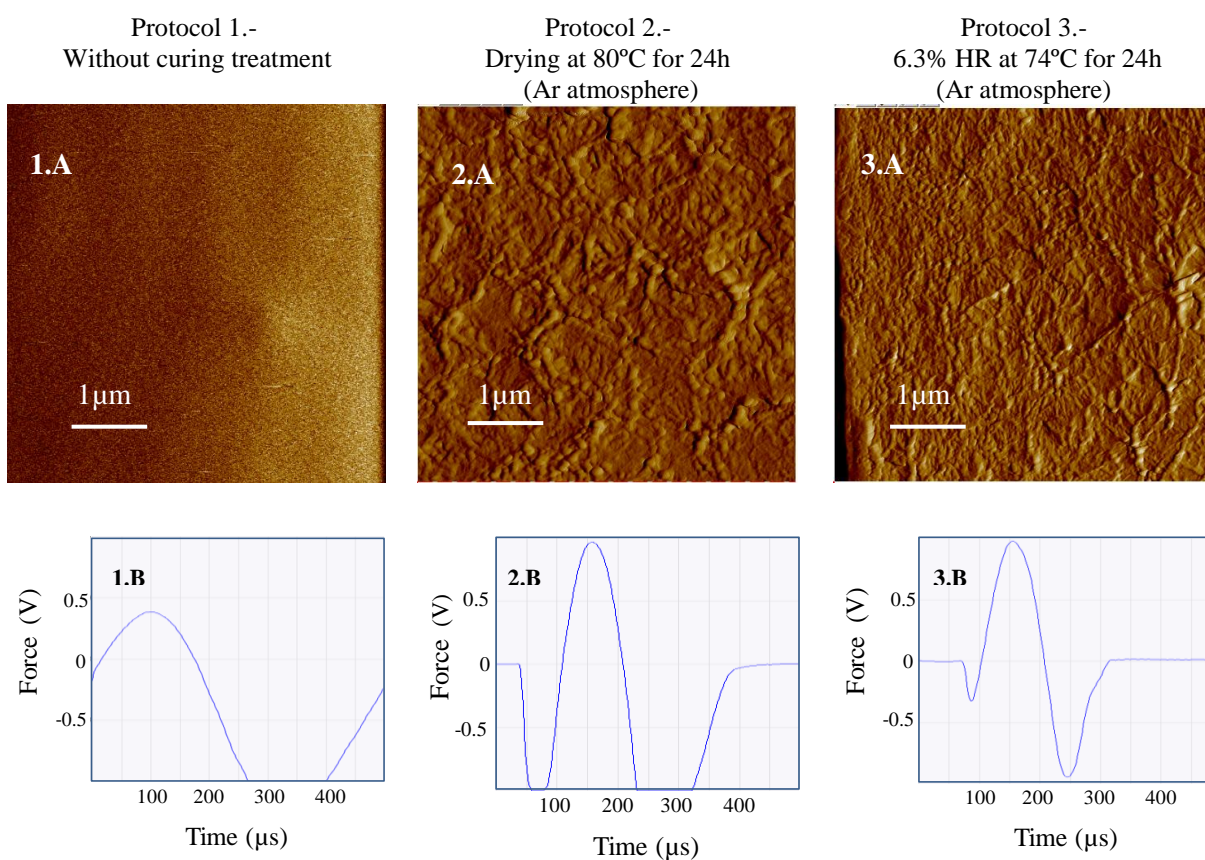 Protocol 1.-
Without curing treatment
Protocol 2.-
Drying at 80ºC for 24h
(Ar atmosphere)
Protocol 3.-
6.3% HR at 74ºC for 24h
(Ar atmosphere)
1.A
1µm
2.A
1µm
3.A
1µm
1.B
Force (V)
0.5
0
-0.5
100 200 300 400
Time (µs)
2.B
Force (V)
0.5
0
-0.5
100 200 300 400
Time (µs)
3.B
Force (V)
0.5
0
-0.5
100 200 300 400
Time (µs)